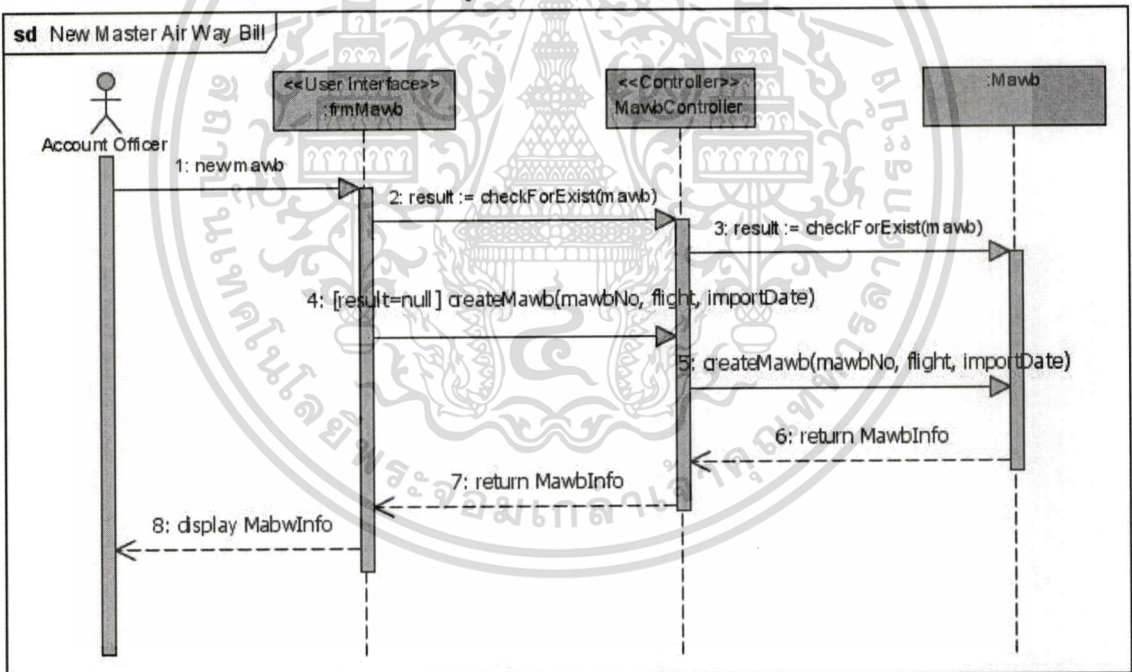 sd New Master Air Way Bill
<<User Interface>>
:frmMawb
<<Controller>>
MawbController
:Mawb
Account Officer
1: newmawb
2: result := checkForExist(mawb)
3: result := checkForExist(mawb)
4: [result=null] createMawb(mawbNo, flight, importDate)
5: createMawb(mawbNo, flight, importDate)
6: return MawbInfo
7: return MawbInfo
8: display MabwInfo